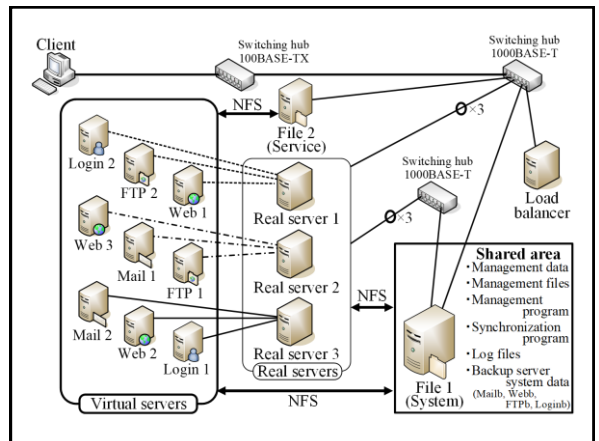 Client
Switching hub
100BASE-TX
Switching hub
1000BASE-T
NFS
File 2
(Service)
×3
Login 2
FTP 2
Web 1
Real server 1
Switching hub
1000BASE-T
Load
balancer
×3
Web 3
Mail 1
FTP 1
Real server 2
Mail 2
Web 2
Login 1
Real server 3
Real servers
Virtual servers
NFS
NFS
File 1
(System)
Shared area
・Management data
・Management files
・Management
program
・Synchronization
program
・Log files
・Backup server
system data
(Mailb, Webb,
FTPb, Loginb)